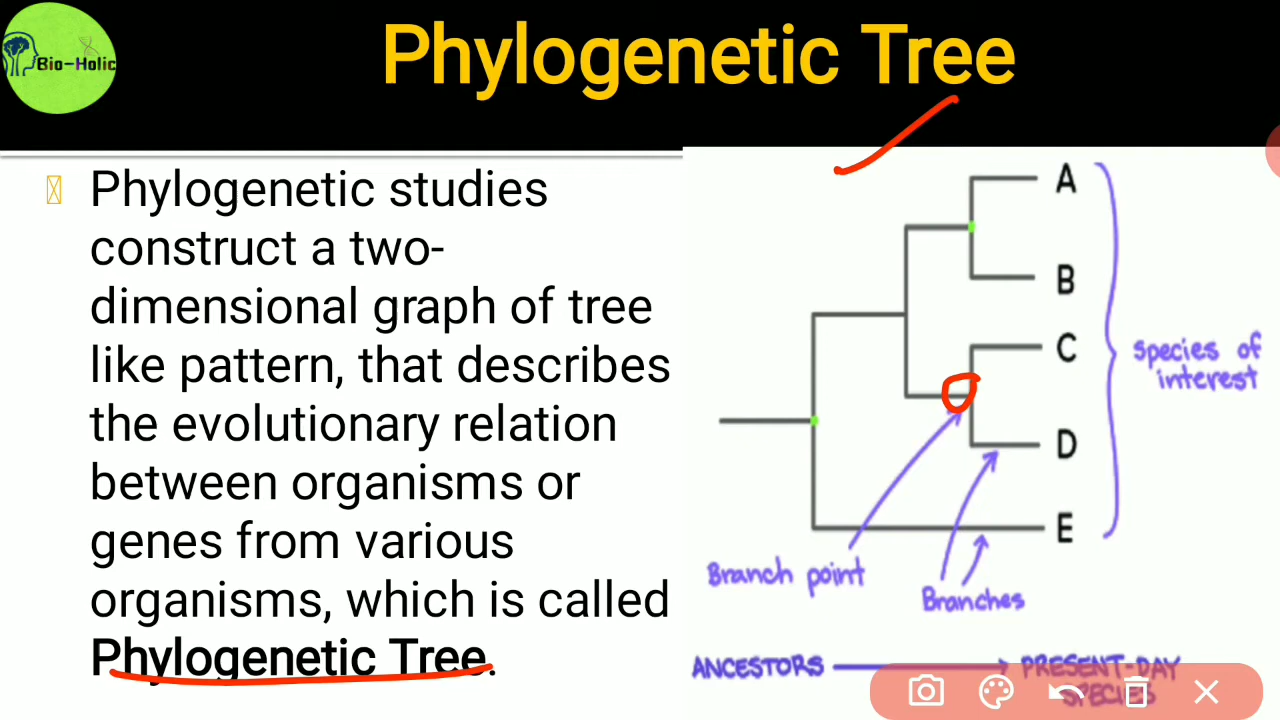 Bio-Holic
Phylogenetic Tree
Phylogenetic studies
construct a two-
dimensional graph of tree
like pattern, that describes
the evolutionary relation
between organisms or
genes from various
organisms, which is called
Phylogenetic Tree.
A
B
C
D
E
species of
interest
Branch point
Branches
ANCESTORS
PRESENT-DAY
SPECIES